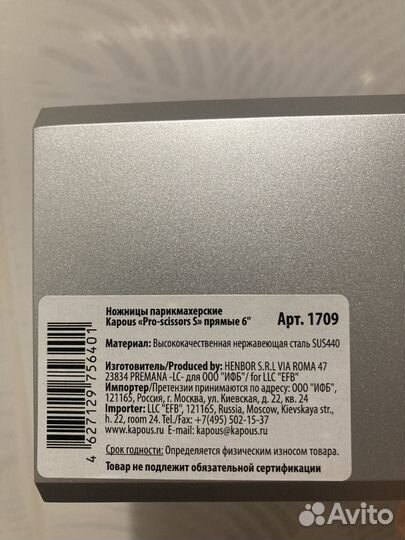 Ножницы парикмахерские
Kapous «Pro-scissors S» прямые 6"
Арт. 1709
Материал: Высококачественная нержавеющая сталь SUS440
Изготовитель/Produced by: HENBOR S.R.L VIA ROMA 47
23834 PREMANA -LC- для ООО "ИФБ"/ for LLC "EFB"
Импортер/Претензии принимаются по адресу: ООО "ИФБ",
121165, Россия, г. Москва, ул. Киевская, д. 22, кв. 24
Importer: LLC "EFB", 121165, Russia, Moscow, Kievskaya str.,
h. 22, room 24. Tel./Fax: +7(495) 502-15-37
www.kapous.ru E-mail: kapous@kapous.ru
Срок годности: Определяется физическим износом товара.
Товар не подлежит обязательной сертификации
4 627129 756401
Avito